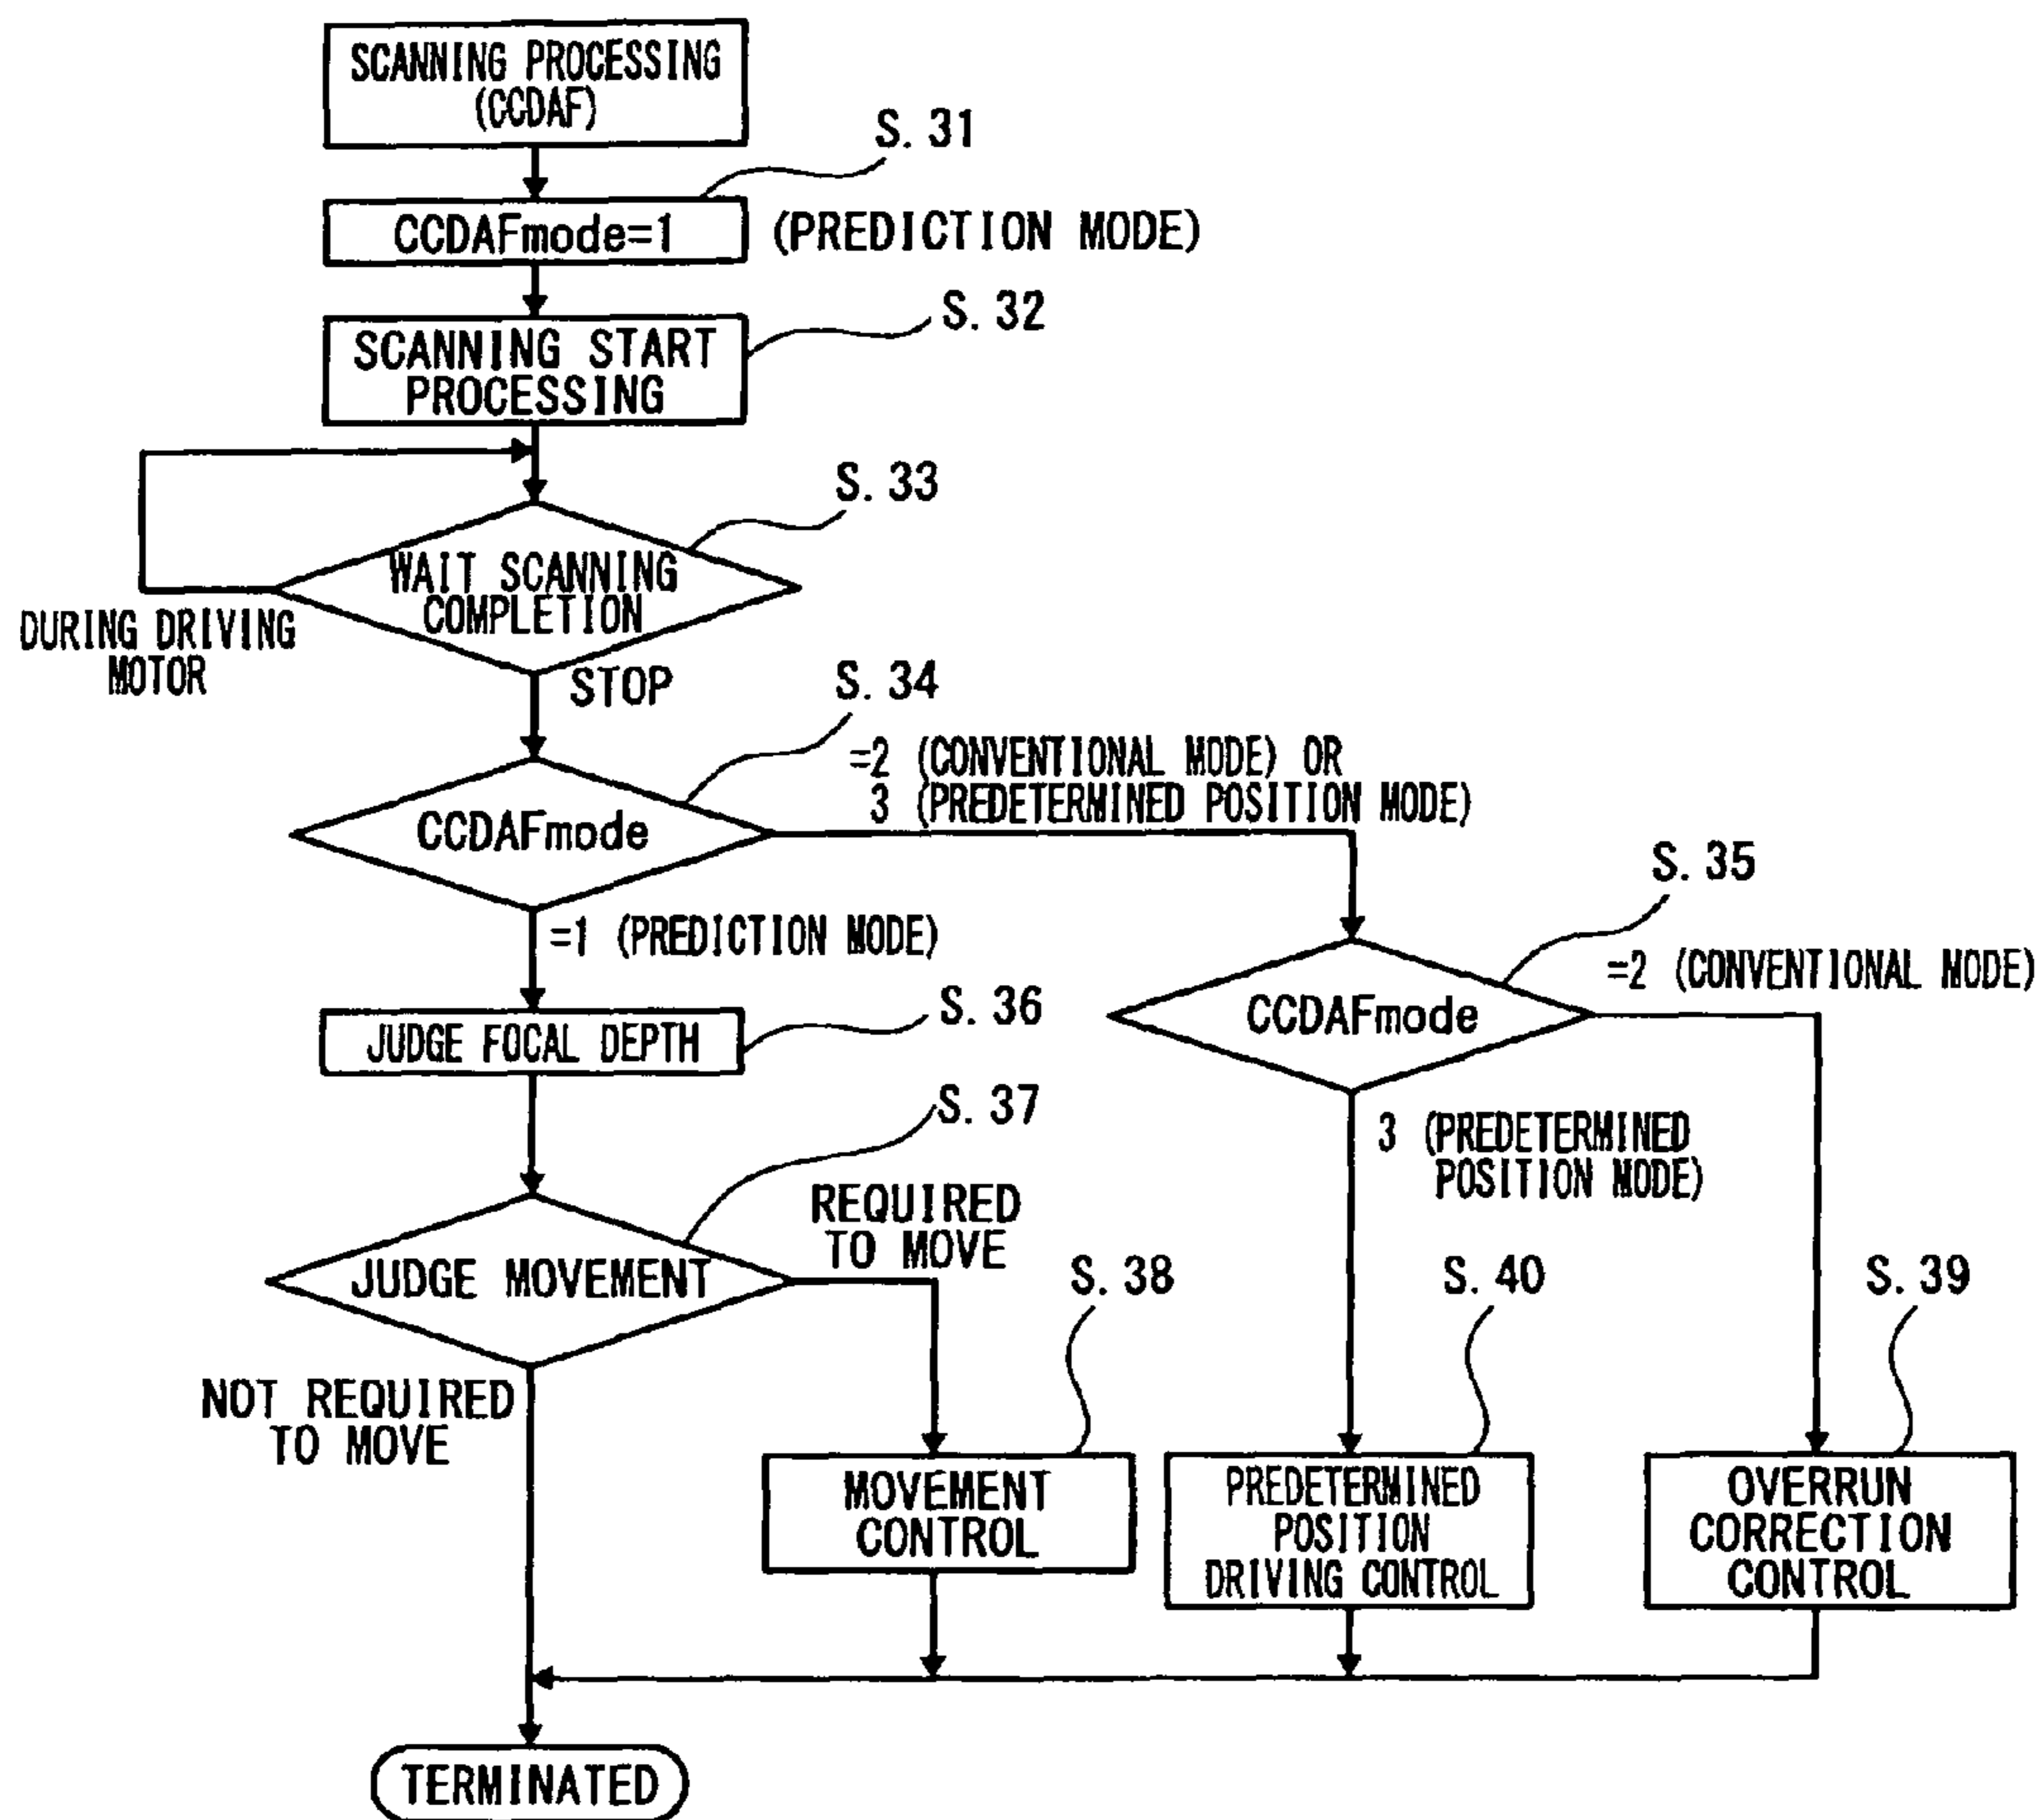 SCANNING PROCESSING
(CCDAF)
S.31
CCDAFmode=1
(PREDICTION MODE)
S.32
SCANNING START
PROCESSING
S.33
WAIT SCANNING
COMPLETION
DURING DRIVING
MOTOR
STOP
S.34
=2 (CONVENTIONAL MODE) OR
3 (PREDETERMINED POSITION MODE)
CCDAFmode
S.35
=1 (PREDICTION MODE)
=2 (CONVENTIONAL MODE)
CCDAFmode
S.36
JUDGE FOCAL DEPTH
S.37
3 (PREDETERMINED
POSITION MODE)
REQUIRED
TO MOVE
JUDGE MOVEMENT
S.38
S.40
S.39
NOT REQUIRED
TO MOVE
MOVEMENT
CONTROL
PREDETERMINED
POSITION
DRIVING CONTROL
OVERRUN
CORRECTION
CONTROL
TERMINATED